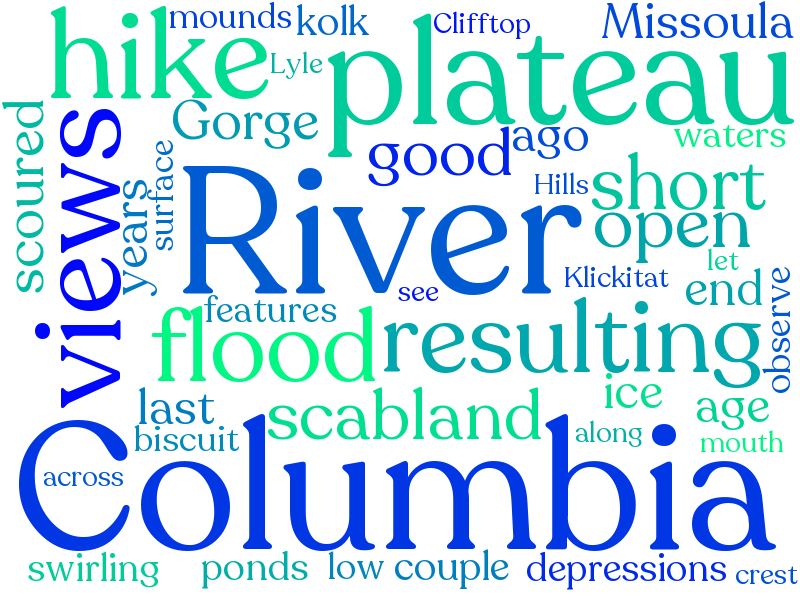 mounds
kolk
Clifftop
Missoula
hike
Lyle
plateau
scoured
views
Gorge
good
ago
waters
years
surface
River
Hills
short
open
let
Klickitat
see
end
observe
features
flood
resulting
last
biscuit
scabland
ice
age
along
mouth
across
Columbia
swirling
ponds
low
couple
depressions
crest